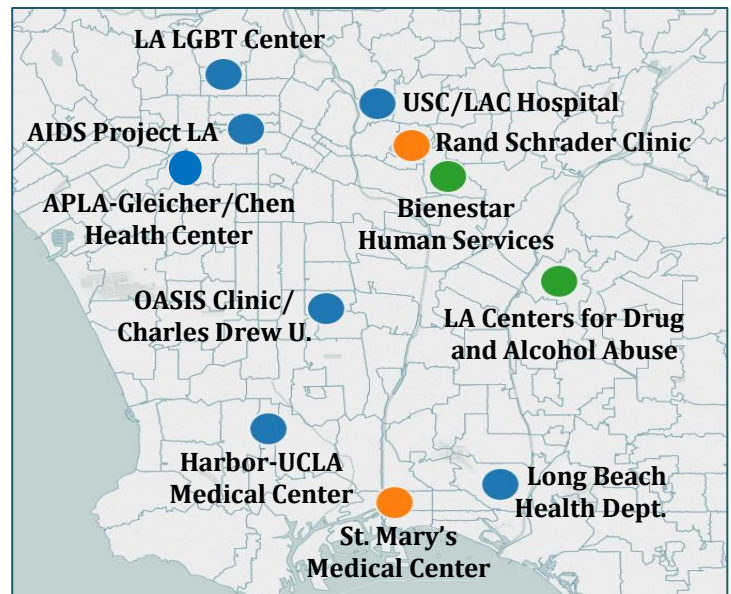 LA LGBT Center
USC/LAC Hospital
AIDS Project LA
Rand Schrader Clinic
APLA-Gleicher/Chen
Health Center
Bienestar
Human Services
OASIS Clinic/
Charles Drew U.
LA Centers for Drug
and Alcohol Abuse
Harbor-UCLA
Medical Center
Long Beach
Health Dept.
St. Mary's
Medical Center